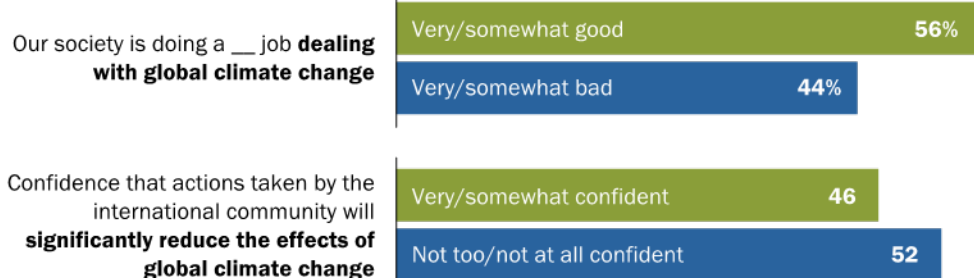 Our society is doing a __ job dealing
with global climate change
Very/somewhat good 56%
Very/somewhat bad 44%
Confidence that actions taken by the
international community will
significantly reduce the effects of
global climate change
Very/somewhat confident 46
Not too/not at all confident 52